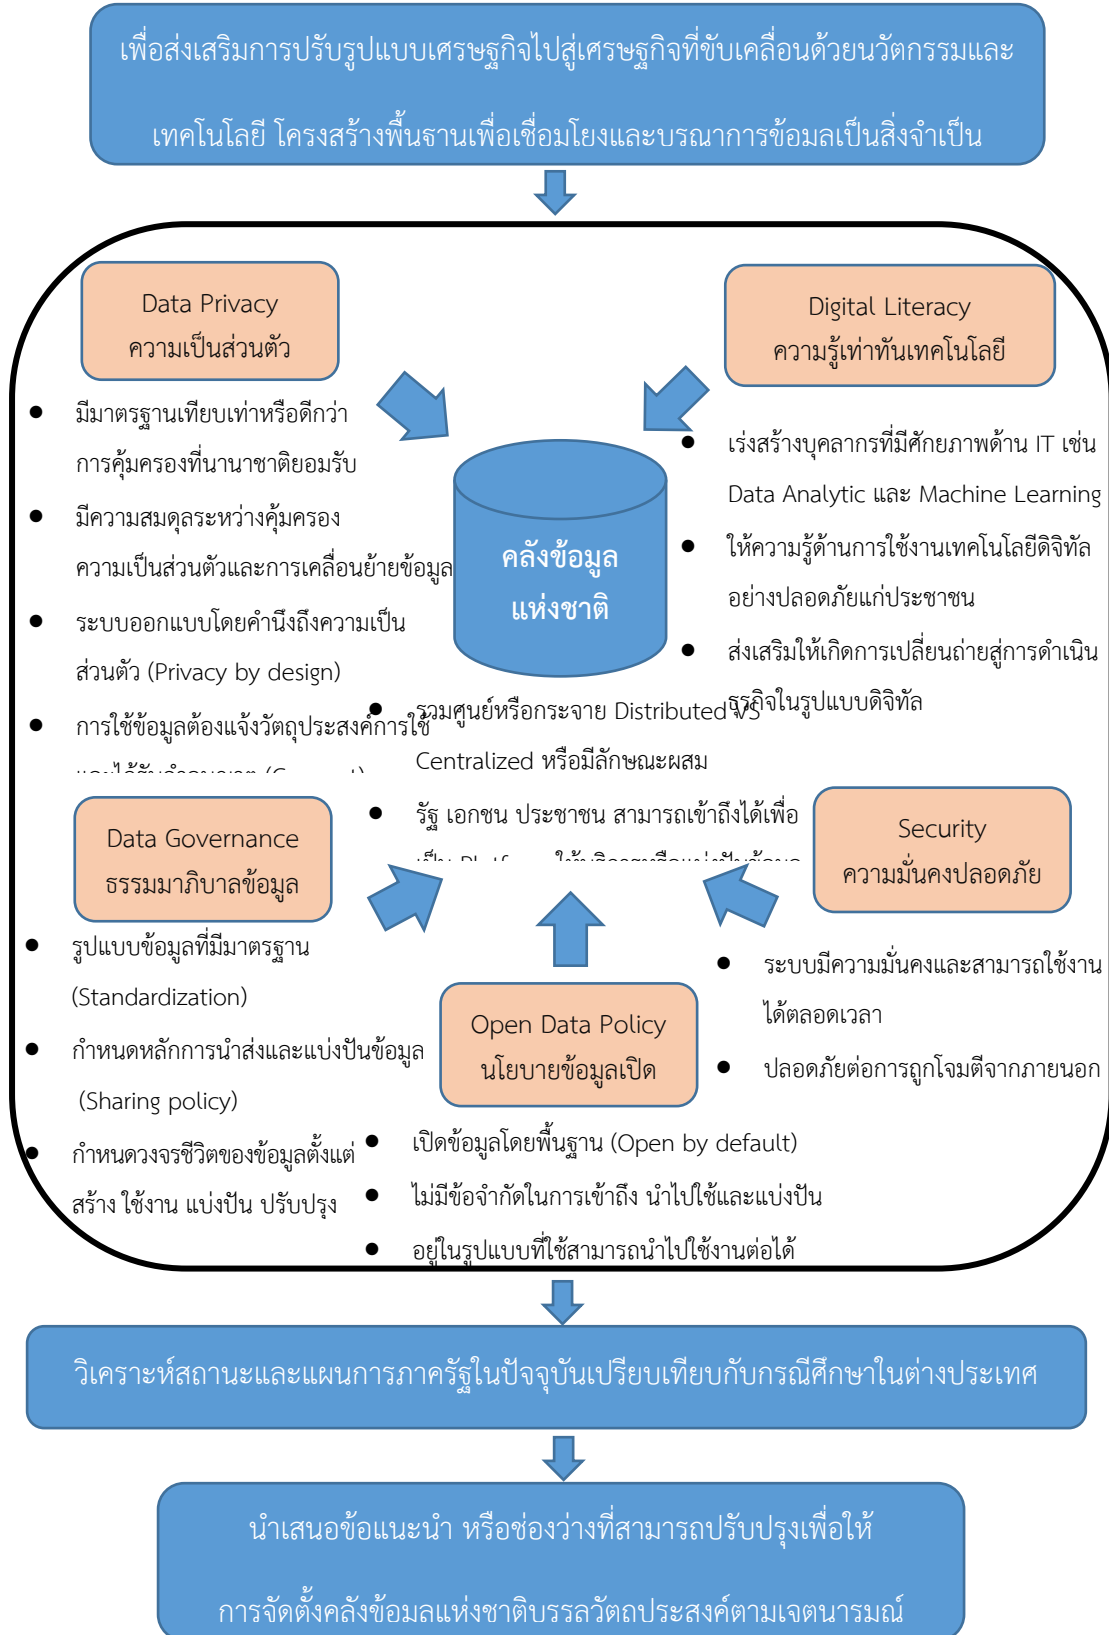 เพื่อส่งเสริมการปรับรูปแบบเศรษฐกิจไปสู่เศรษฐกิจที่ขับเคลื่อนด้วยนวัตกรรมและ
เทคโนโลยี โครงสร้างพื้นฐานเพื่อเชื่อมโยงและบูรณาการข้อมูลเป็นสิ่งจำเป็น
Data Privacy
ความเป็นส่วนตัว
● มีมาตรฐานเทียบเท่าหรือดีกว่า
การคุ้มครองที่นานาชาติยอมรับ
● มีความสมดุลระหว่างคุ้มครอง
ความเป็นส่วนตัวและการเคลื่อนย้ายข้อมูล
● ระบบออกแบบโดยคำนึงถึงความเป็น
ส่วนตัว (Privacy by design)
● การใช้ข้อมูลต้องแจ้งวัตถุประสงค์การใช้
Digital Literacy
ความรู้เท่าทันเทคโนโลยี
● เร่งสร้างบุคลากรที่มีศักยภาพด้าน IT เช่น
Data Analytic และ Machine Learning
● ให้ความรู้ด้านการใช้งานเทคโนโลยีดิจิทัล
อย่างปลอดภัยแก่ประชาชน
● ส่งเสริมให้เกิดการเปลี่ยนถ่ายสู่การดำเนิน
ธุรกิจในรูปแบบดิจิทัล
คลังข้อมูล
แห่งชาติ
● รวมศูนย์หรือกระจาย Distributed VS
Centralized หรือมีลักษณะผสม
● รัฐ เอกชน ประชาชน สามารถเข้าถึงได้เพื่อ
Data Governance
ธรรมมาภิบาลข้อมูล
● รูปแบบข้อมูลที่มีมาตรฐาน
(Standardization)
● กำหนดหลักการนำส่งและแบ่งปันข้อมูล
(Sharing policy)
● กำหนดวงจรชีวิตของข้อมูลตั้งแต่
สร้าง ใช้งาน แบ่งปัน ปรับปรุง
Security
ความมั่นคงปลอดภัย
● ระบบมีความมั่นคงและสามารถใช้งาน
ได้ตลอดเวลา
● ปลอดภัยต่อการถูกโจมตีจากภายนอก
Open Data Policy
นโยบายข้อมูลเปิด
● เปิดข้อมูลโดยพื้นฐาน (Open by default)
● ไม่มีข้อจำกัดในการเข้าถึง นำไปใช้และแบ่งปัน
● อยู่ในรูปแบบที่ใช้สามารถนำไปใช้งานต่อได้
วิเคราะห์สถานะและแผนการภาครัฐในปัจจุบันเปรียบเทียบกับกรณีศึกษาในต่างประเทศ
นำเสนอข้อแนะนำ หรือช่องว่างที่สามารถปรับปรุงเพื่อให้
การจัดตั้งคลังข้อมูลแห่งชาติบรรลุวัตถุประสงค์ตามเจตนารมณ์